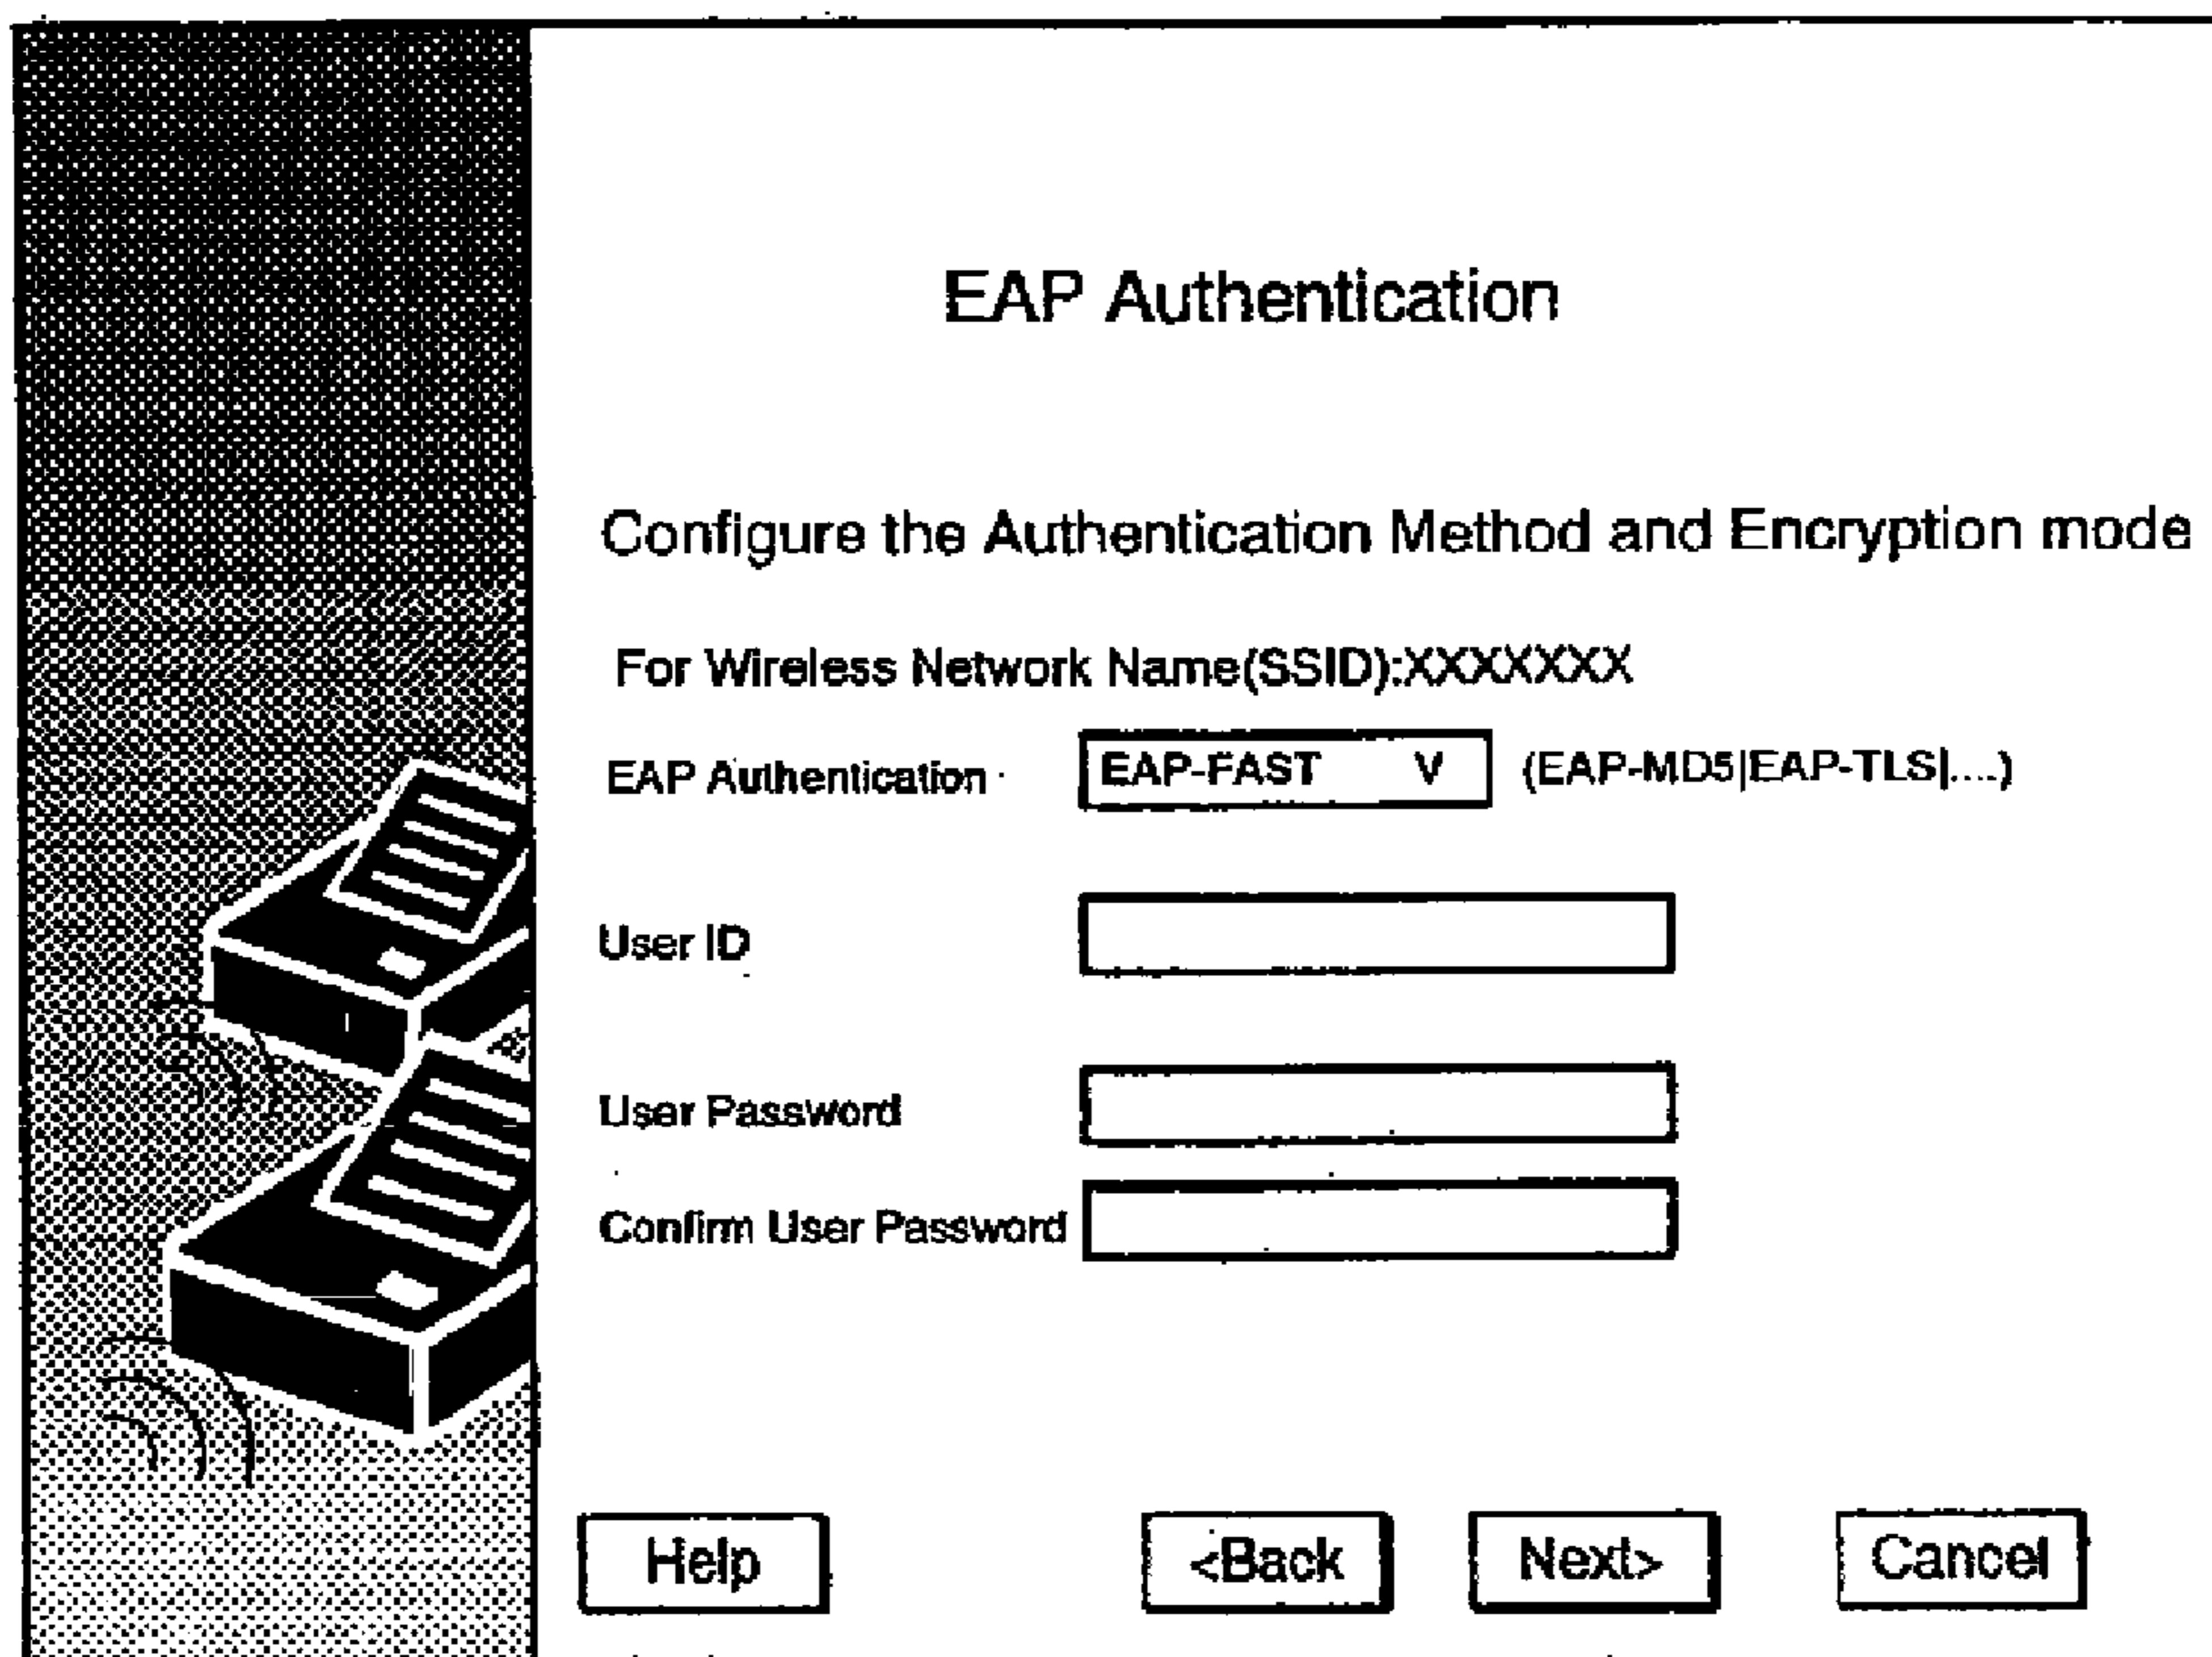 EAP Authentication
Configure the Authentication Method and Encryption mode
For Wireless Network Name(SSID):XXXXXXX
EAP Authentication EAP-FAST V (EAP-MD5|EAP-TLS|....)
User ID
User Password
Confirm User Password
Help <Back Next> Cancel